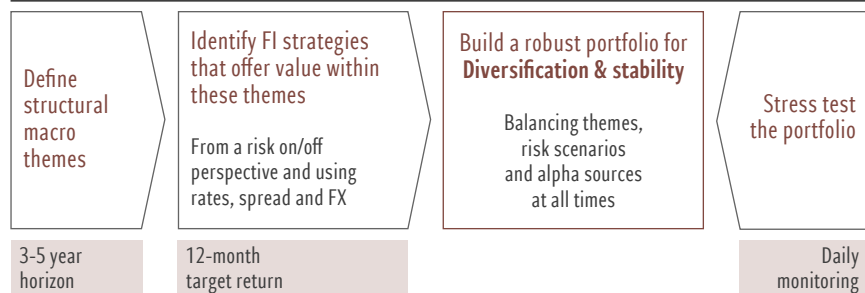 Define
structural
macro
themes
3-5 year
horizon
Identify FI strategies
that offer value within
these themes
From a risk on/off
perspective and using
rates, spread and FX
12-month
target return
Build a robust portfolio for
Diversification & stability
Balancing themes,
risk scenarios
and alpha sources
at all times
Stress test
the portfolio
Daily
monitoring